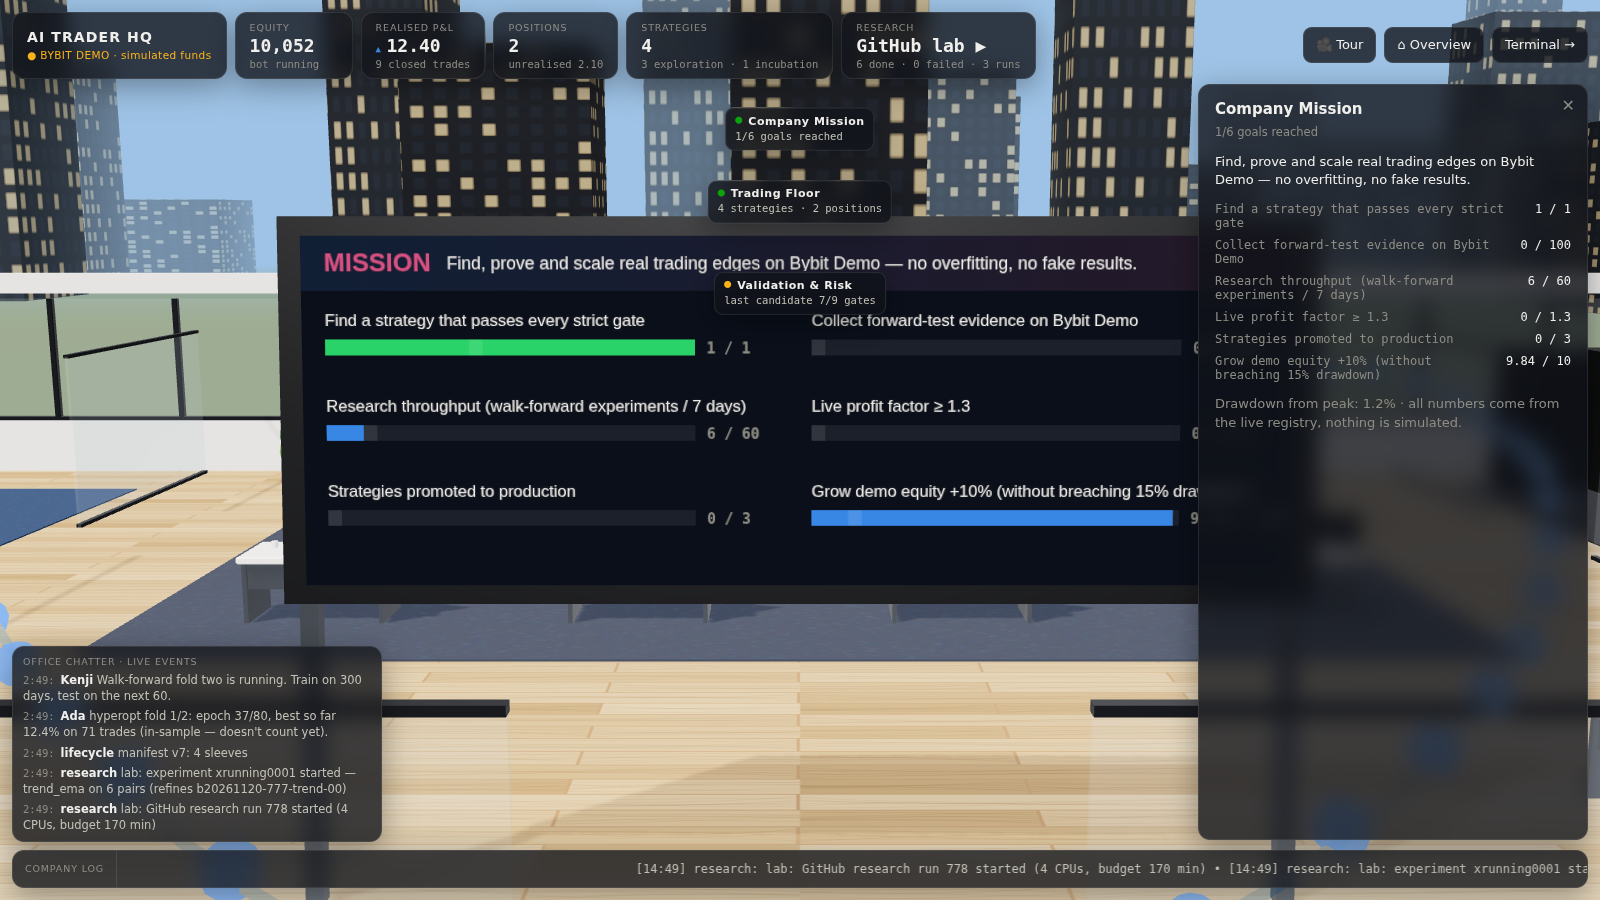 AI TRADER HQ
● BYBIT DEMO · simulated funds
EQUITY
10,052
bot running
REALISED P&L
▲ 12.40
9 closed trades
POSITIONS
2
unrealised 2.10
STRATEGIES
4
3 exploration · 1 incubation
RESEARCH
GitHub lab ▶
6 done · 0 failed · 3 runs
Tour
⌂ Overview
Terminal →
Company Mission
1/6 goals reached
Trading Floor
4 strategies · 2 positions
Validation & Risk
last candidate 7/9 gates
MISSION Find, prove and scale real trading edges on Bybit Demo — no overfitting, no fake results.
Find a strategy that passes every strict gate
1 / 1
Collect forward-test evidence on Bybit Demo
0
Research throughput (walk-forward experiments / 7 days)
6 / 60
Live profit factor ≥ 1.3
0
Strategies promoted to production
0 / 3
Grow demo equity +10% (without breaching 15% dra
9
Company Mission ×
1/6 goals reached
Find, prove and scale real trading edges on Bybit
Demo — no overfitting, no fake results.
Find a strategy that passes every strict 1 / 1
gate
Collect forward-test evidence on Bybit 0 / 100
Demo
Research throughput (walk-forward 6 / 60
experiments / 7 days)
Live profit factor ≥ 1.3 0 / 1.3
Strategies promoted to production 0 / 3
Grow demo equity +10% (without 9.84 / 10
breaching 15% drawdown)
Drawdown from peak: 1.2% · all numbers come from
the live registry, nothing is simulated.
OFFICE CHATTER · LIVE EVENTS
2:49: Kenji Walk-forward fold two is running. Train on 300
days, test on the next 60.
2:49: Ada hyperopt fold 1/2: epoch 37/80, best so far
12.4% on 71 trades (in-sample — doesn't count yet).
2:49: lifecycle manifest v7: 4 sleeves
2:49: research lab: experiment xrunning0001 started —
trend_ema on 6 pairs (refines b20261120-777-trend-00)
2:49: research lab: GitHub research run 778 started (4
CPUs, budget 170 min)
COMPANY LOG
[14:49] research: lab: GitHub research run 778 started (4 CPUs, budget 170 min) • [14:49] research: lab: experiment xrunning0001 sta